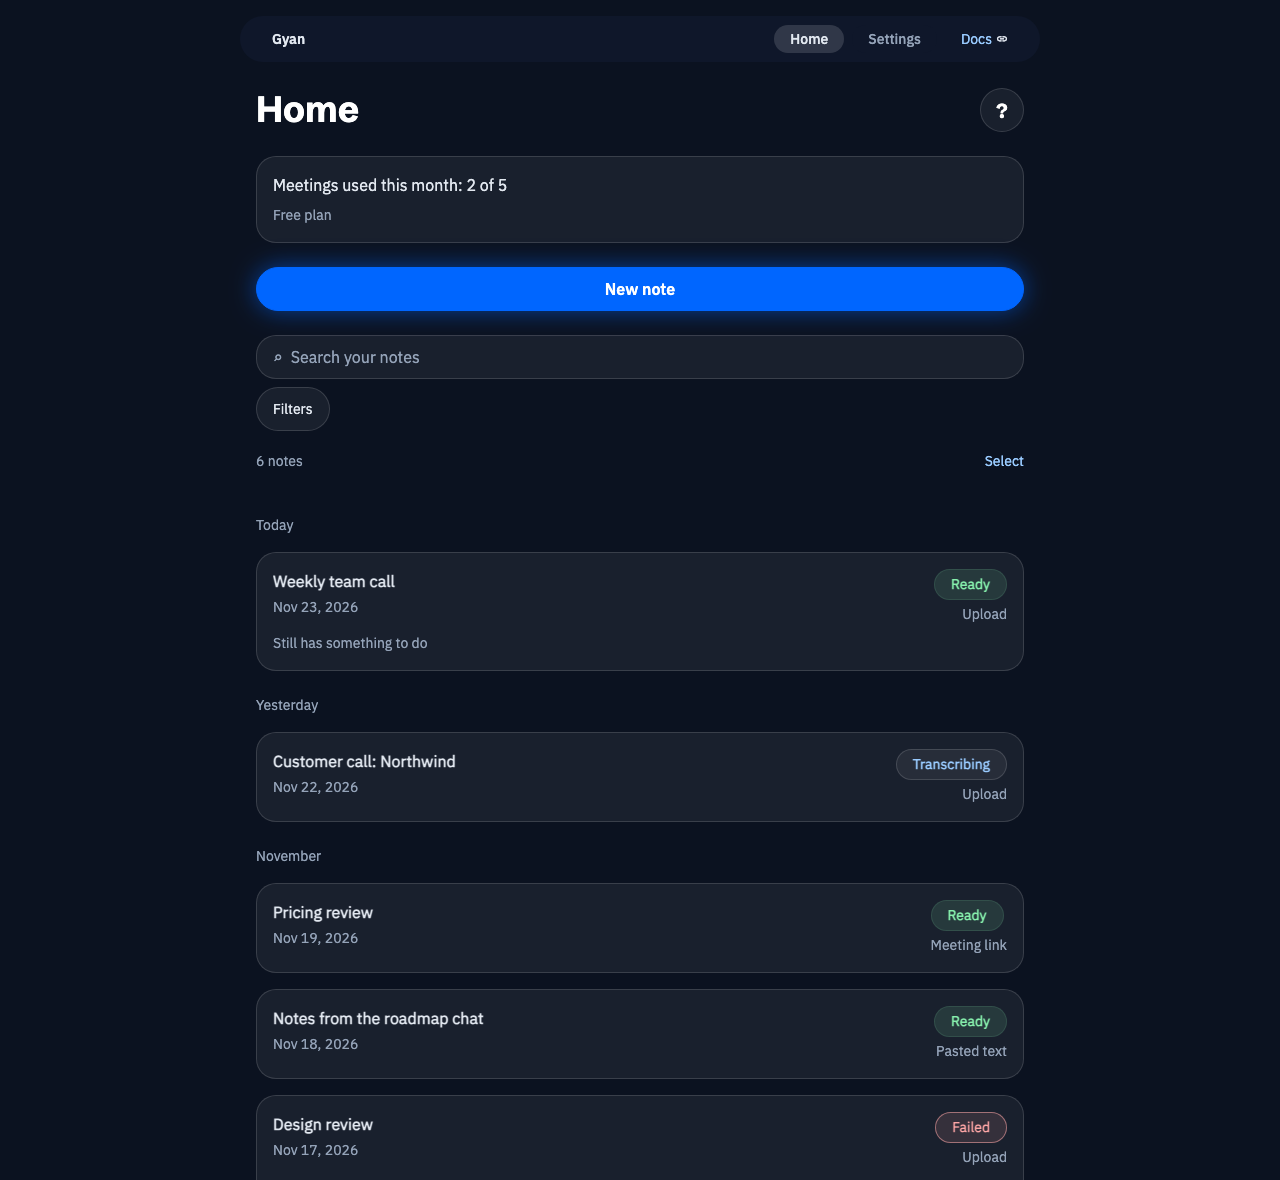 Gyan
Home
Settings
Docs
Home
?
Meetings used this month: 2 of 5
Free plan
New note
Search your notes
Filters
6 notes
Select
Today
Weekly team call
Ready
Nov 23, 2026
Upload
Still has something to do
Yesterday
Customer call: Northwind
Transcribing
Nov 22, 2026
Upload
November
Pricing review
Ready
Nov 19, 2026
Meeting link
Notes from the roadmap chat
Ready
Nov 18, 2026
Pasted text
Design review
Failed
Nov 17, 2026
Upload